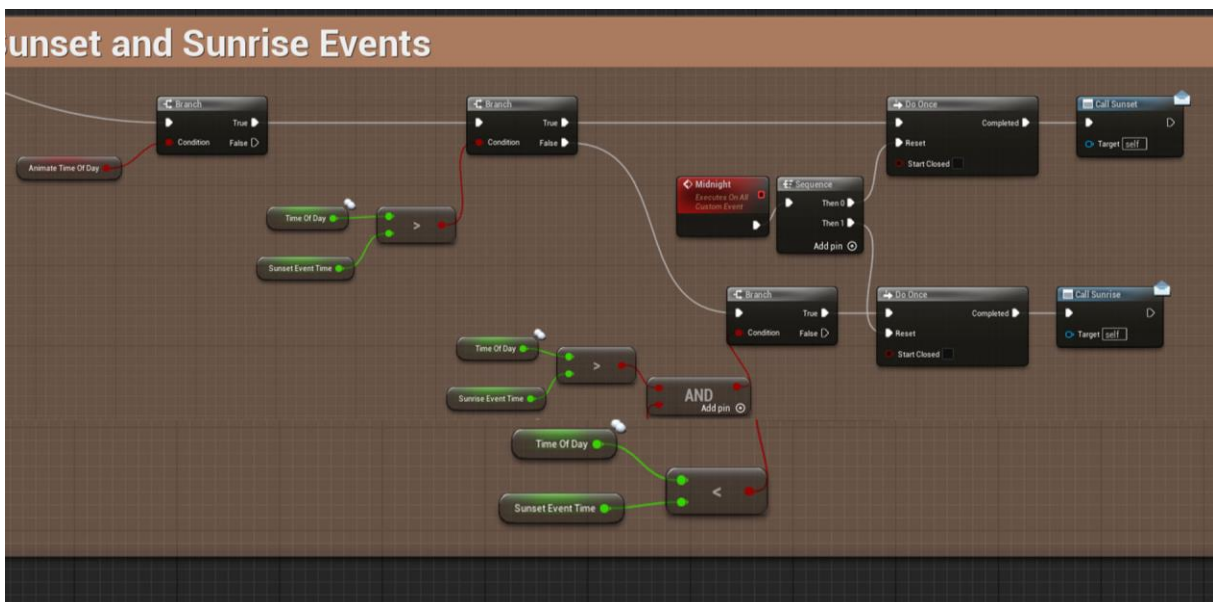 unset and Sunrise Events
Branch
True
Condition
False
Animate Time Of Day
Branch
True
Condition
False
Time Of Day
>
Sunset Event Time
Do Once
Completed
Reset
Start Closed
Call Sunset
Target self
Midnight
Executes On All
Custom Event
Sequence
Then 0
Then 1
Add pin
Branch
True
Condition
False
Do Once
Completed
Reset
Start Closed
Call Sunrise
Target self
Time Of Day
>
Sunrise Event Time
AND
Add pin
Time Of Day
<
Sunset Event Time